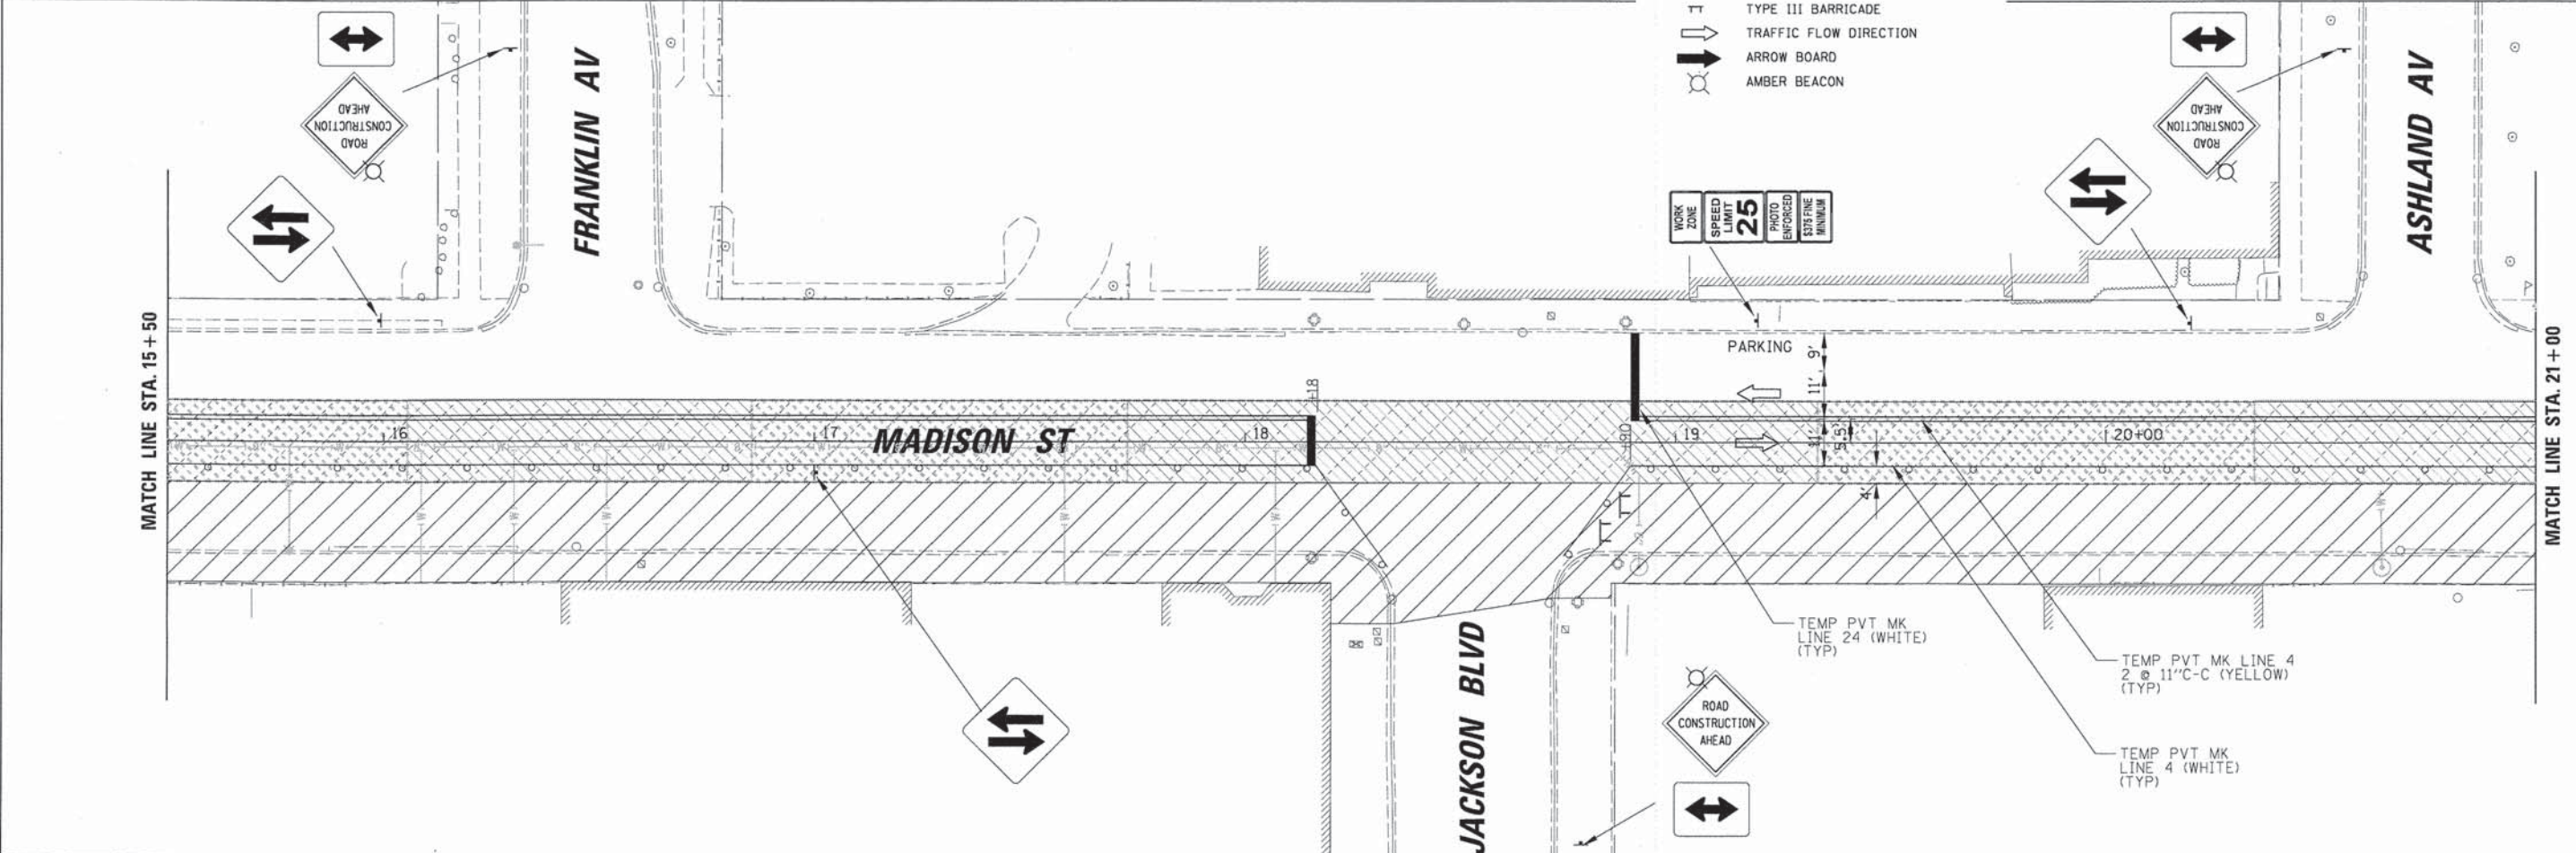 TYPE III BARRICADE
TRAFFIC FLOW DIRECTION
ARROW BOARD
AMBER BEACON
ROAD
CONSTRUCTION
AHEAD
FRANKLIN AV
ROAD
CONSTRUCTION
AHEAD
ASHLAND AV
WORK
ZONE
SPEED
LIMIT
25
PHOTO
ENFORCED
$375 FINE
MINIMUM
MATCH LINE STA. 15+50
MATCH LINE STA. 21+00
PARKING
9'
11'
11'
5.5'
4'
+18
+90
16
17
MADISON ST
18
19
20+00
TEMP PVT MK
LINE 24 (WHITE)
(TYP)
TEMP PVT MK LINE 4
2 @ 11"C-C (YELLOW)
(TYP)
TEMP PVT MK
LINE 4 (WHITE)
(TYP)
JACKSON BLVD
ROAD
CONSTRUCTION
AHEAD